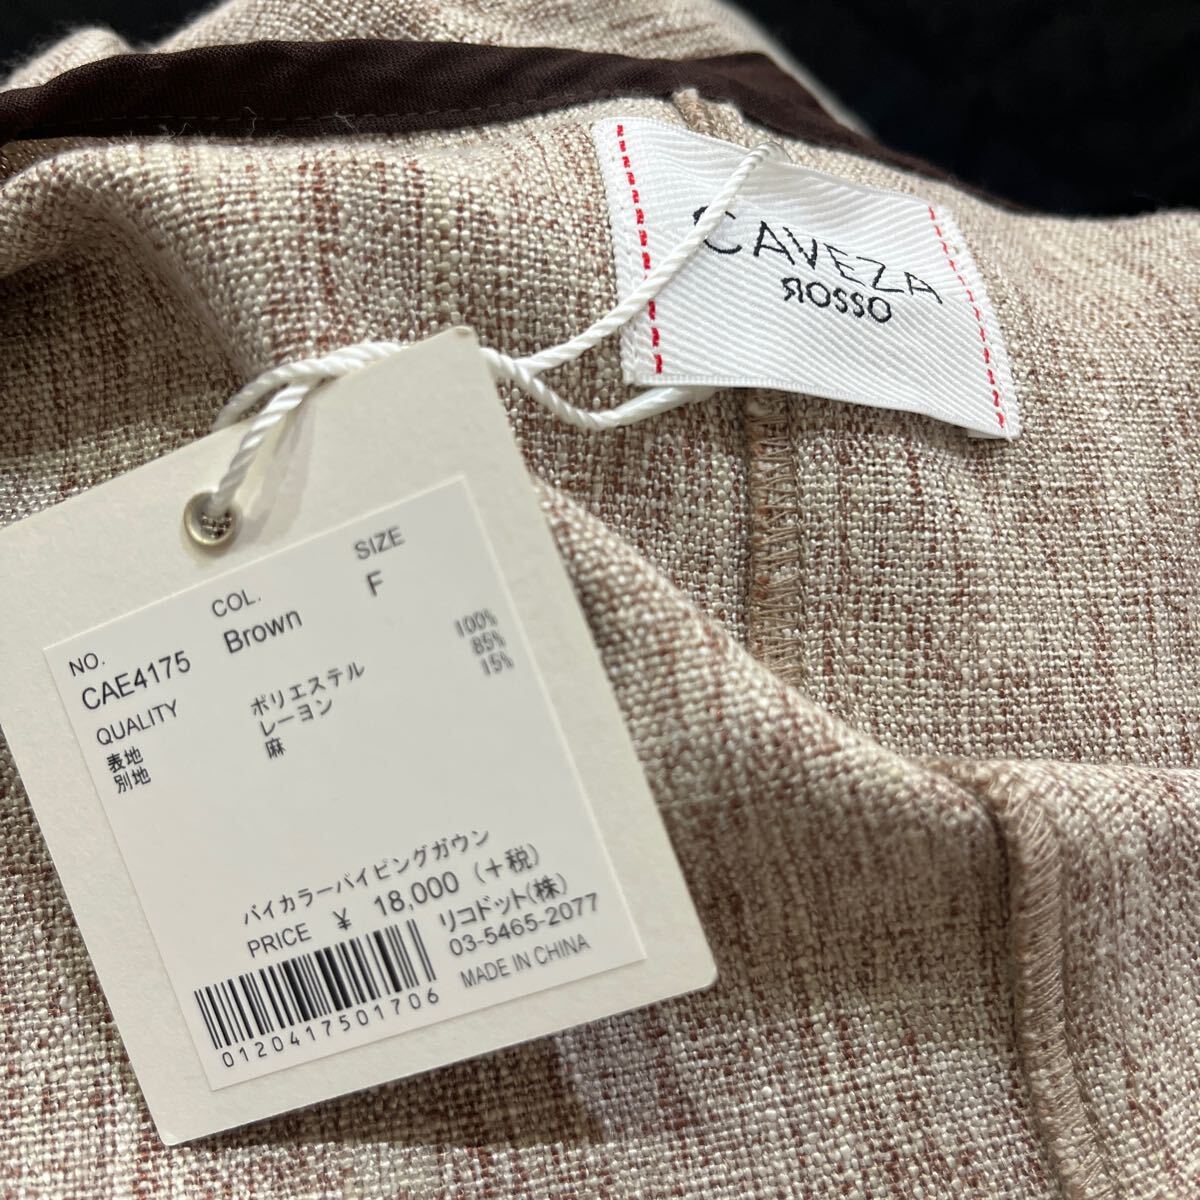 CAVEZA
ROSSO
NO. COL. SIZE
CAE4175 Brown F
QUALITY
表地 ポリエステル 100%
別地 レーヨン 85%
麻 15%
バイカラーパイピングガウン
PRICE ¥ 18,000 (+税)
リコドット(株)
03-5465-2077
MADE IN CHINA
0120417501706